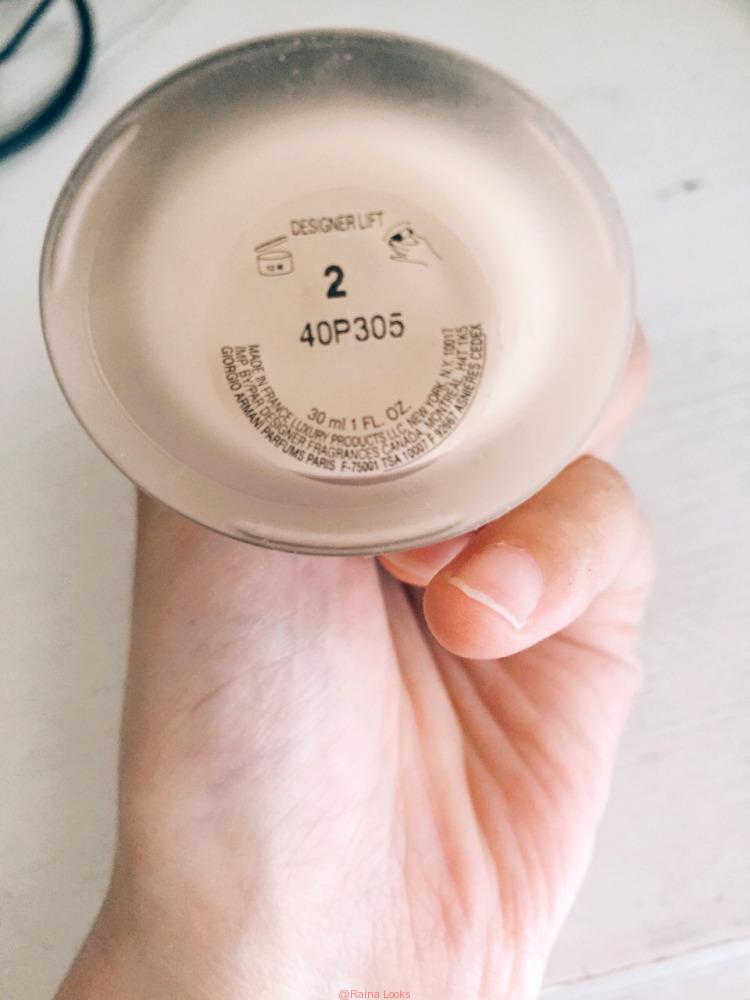 DESIGNER LIFT
12 M
2
40P305
30 ml 1 FL. OZ.
MADE IN FRANCE LUXURY PRODUCTS LLC, NEW YORK, N.Y. 10017
IMP. BY/PAR DESIGNER FRAGRANCES CANADA, MONTREAL, H4T 1K5
GIORGIO ARMANI PARFUMS PARIS F-75001 TSA 10007 F 92667 ASNIERES CEDEX
@Raina Looks